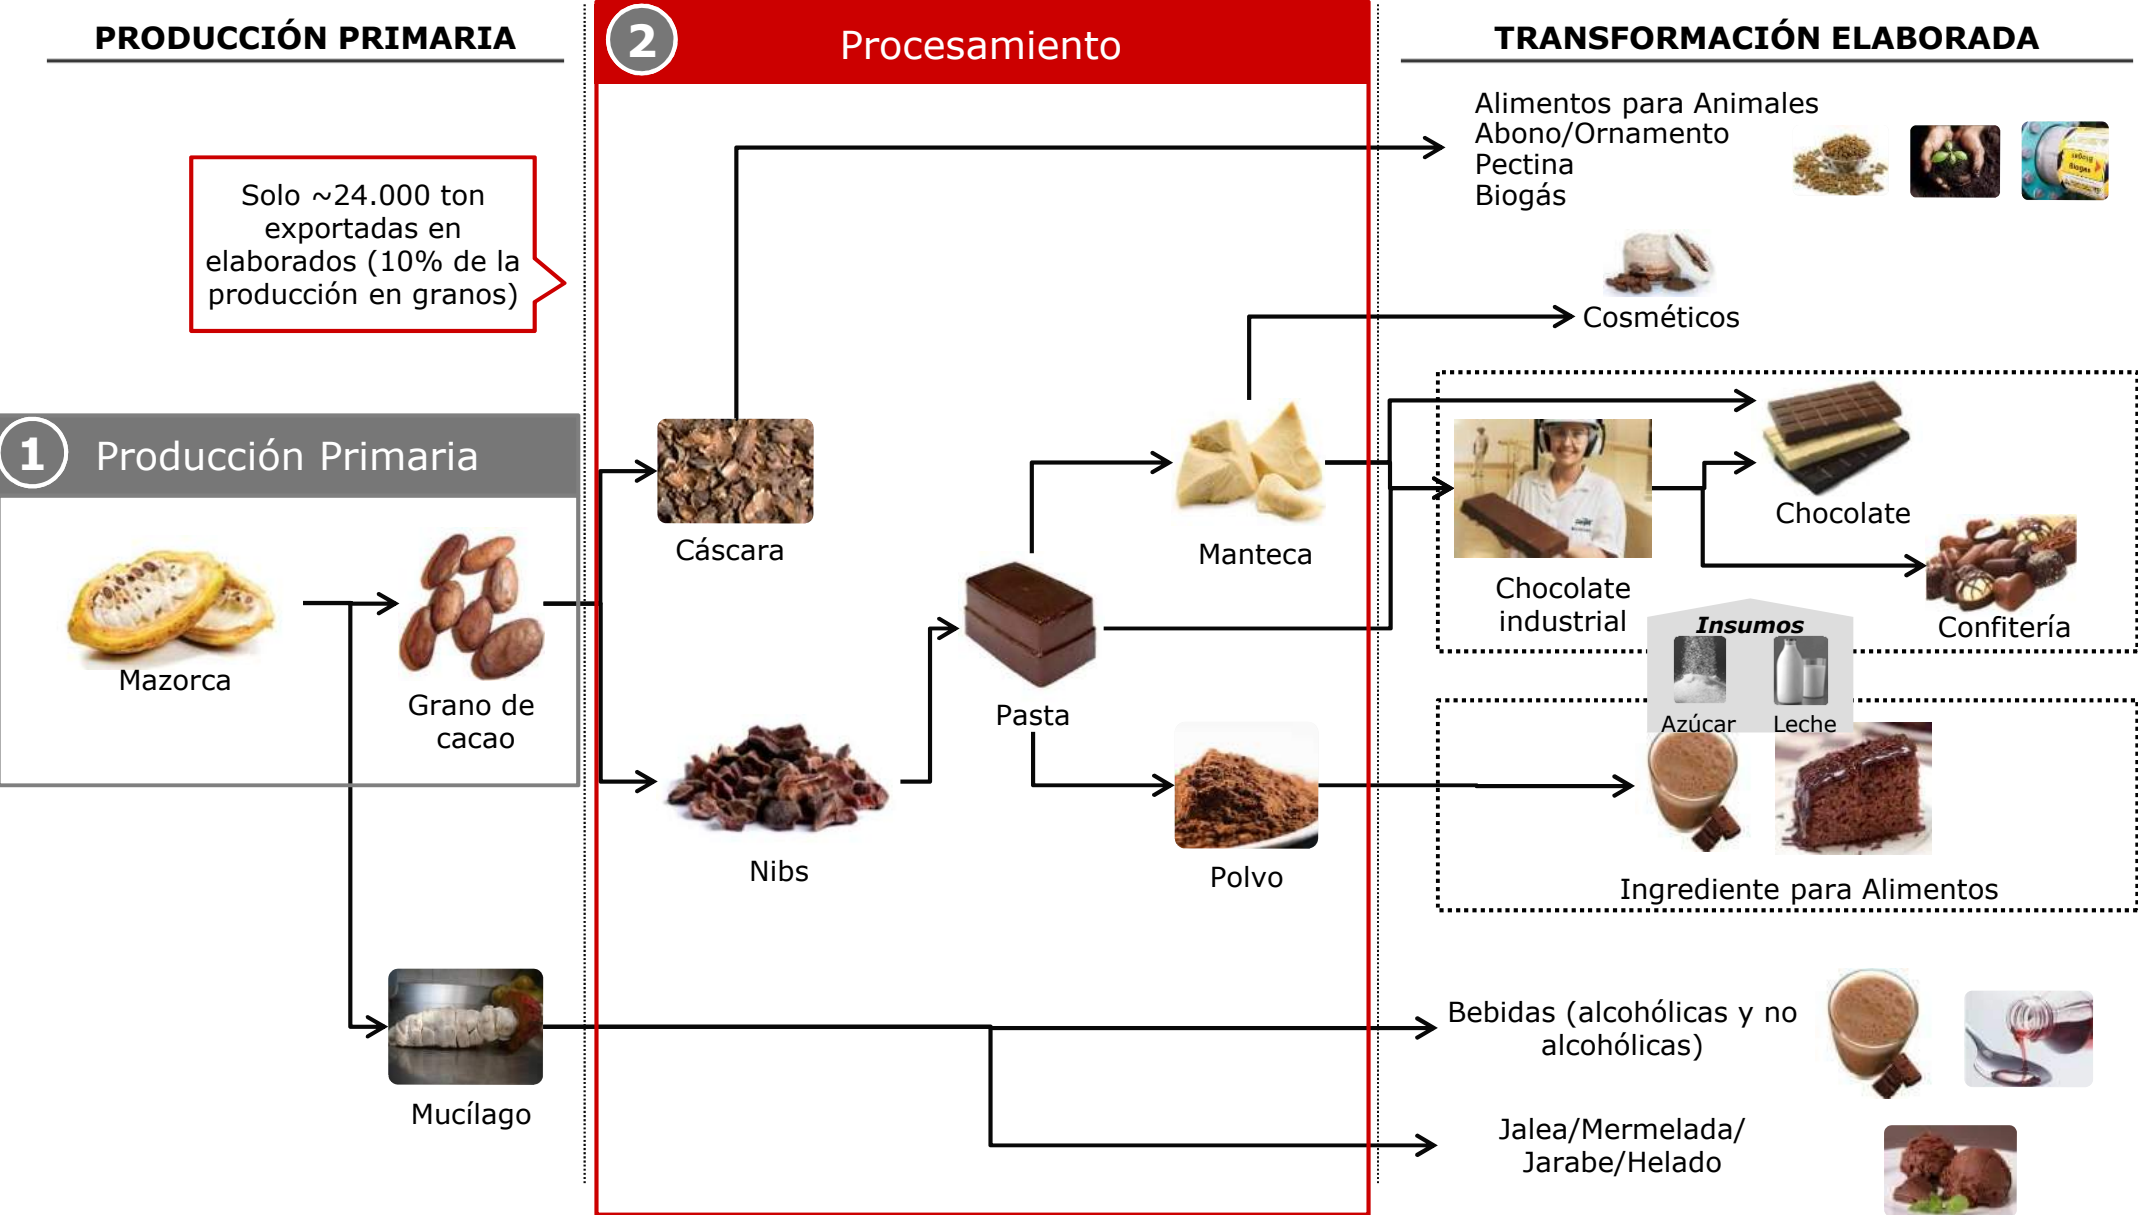 PRODUCCIÓN PRIMARIA
2
Procesamiento
TRANSFORMACIÓN ELABORADA
Solo ~24.000 ton
exportadas en
elaborados (10% de la
producción en granos)
Alimentos para Animales
Abono/Ornamento
Pectina
Biogás
Cosméticos
1
Producción Primaria
Mazorca
Grano de
cacao
Mucílago
Cáscara
Nibs
Pasta
Manteca
Polvo
Chocolate
industrial
Chocolate
Confitería
Insumos
Azúcar
Leche
Ingrediente para Alimentos
Bebidas (alcohólicas y no
alcohólicas)
Jalea/Mermelada/
Jarabe/Helado